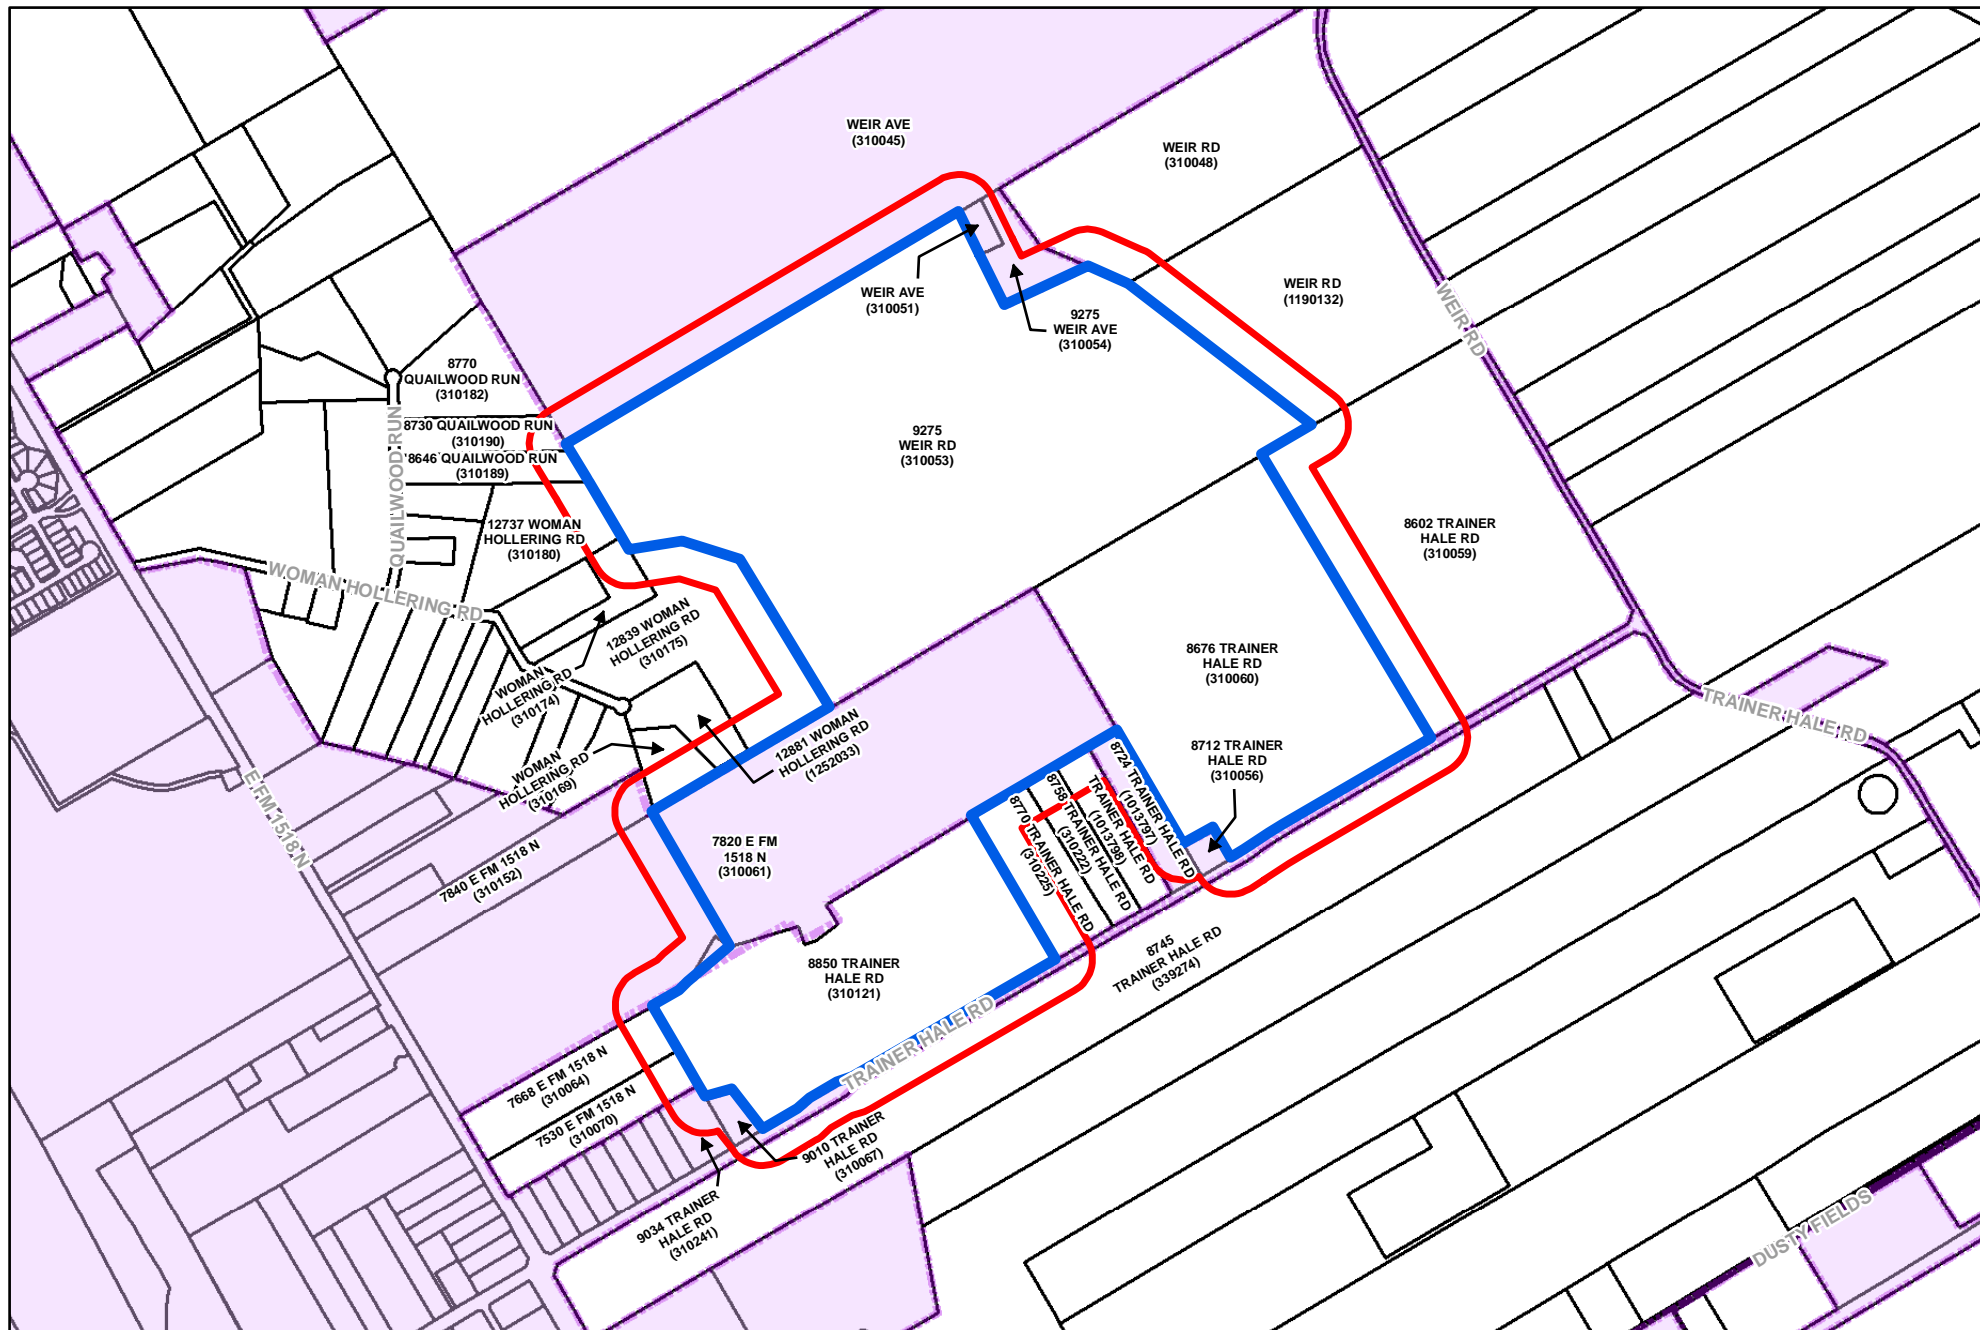 WEIR AVE
(310045)
WEIR RD
(310048)
WEIR AVE
(310051)
9275
WEIR AVE
(310054)
WEIR RD
(1190132)
WEIR RD
8770
QUAILWOOD RUN
(310182)
8730 QUAILWOOD RUN
(310190)
8646 QUAILWOOD RUN
(310189)
QUAILWOOD RUN
9275
WEIR RD
(310053)
12737 WOMAN
HOLLERING RD
(310180)
8602 TRAINER
HALE RD
(310059)
WOMAN HOLLERING RD
12839 WOMAN
HOLLERING RD
(310175)
WOMAN
HOLLERING RD
(310174)
8676 TRAINER
HALE RD
(310060)
TRAINER HALE RD
WOMAN
HOLLERING RD
(310169)
12881 WOMAN
HOLLERING RD
(1252033)
8712 TRAINER
HALE RD
(310056)
8724 TRAINER HALE RD
(1013797)
TRAINER HALE RD
(1013798)
8758 TRAINER HALE RD
(310222)
8770 TRAINER HALE RD
(310225)
E FM 1518 N
7820 E FM
1518 N
(310061)
7840 E FM 1518 N
(310152)
8850 TRAINER
HALE RD
(310121)
8745
TRAINER HALE RD
(339274)
TRAINER HALE RD
7668 E FM 1518 N
(310064)
7530 E FM 1518 N
(310070)
9010 TRAINER
HALE RD
(310067)
9034 TRAINER
HALE RD
(310241)
DUSTY FIELDS